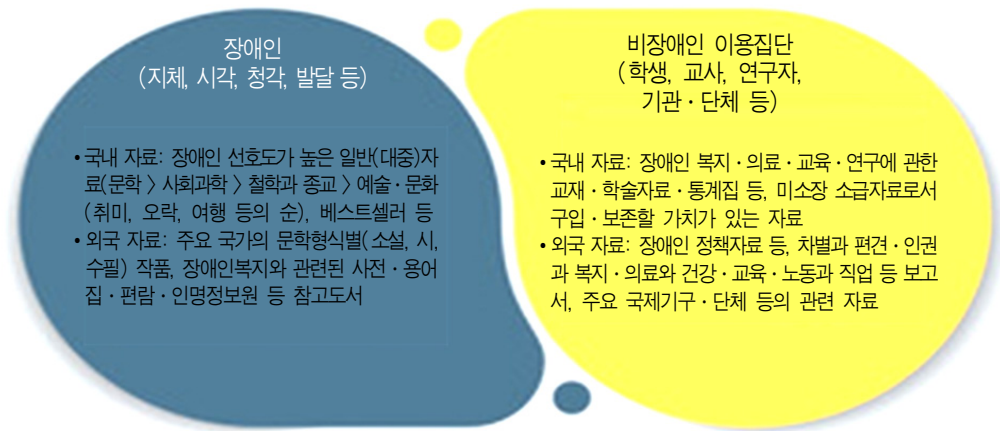 장애인
(지체, 시각, 청각, 발달 등)
• 국내 자료: 장애인 선호도가 높은 일반(대중)자
료(문학 > 사회과학 > 철학과 종교 > 예술·문화
(취미, 오락, 여행 등의 순), 베스트셀러 등
• 외국 자료: 주요 국가의 문학형식별(소설, 시,
수필) 작품, 장애인복지와 관련된 사전·용어
집·편람·인명정보원 등 참고도서
비장애인 이용집단
(학생, 교사, 연구자,
기관·단체 등)
• 국내 자료: 장애인 복지·의료·교육·연구에 관한
교재·학술자료·통계집 등, 미소장 소급자료로서
구입·보존할 가치가 있는 자료
• 외국 자료: 장애인 정책자료 등, 차별과 편견·인권
과 복지·의료와 건강·교육·노동과 직업 등 보고
서, 주요 국제기구·단체 등의 관련 자료